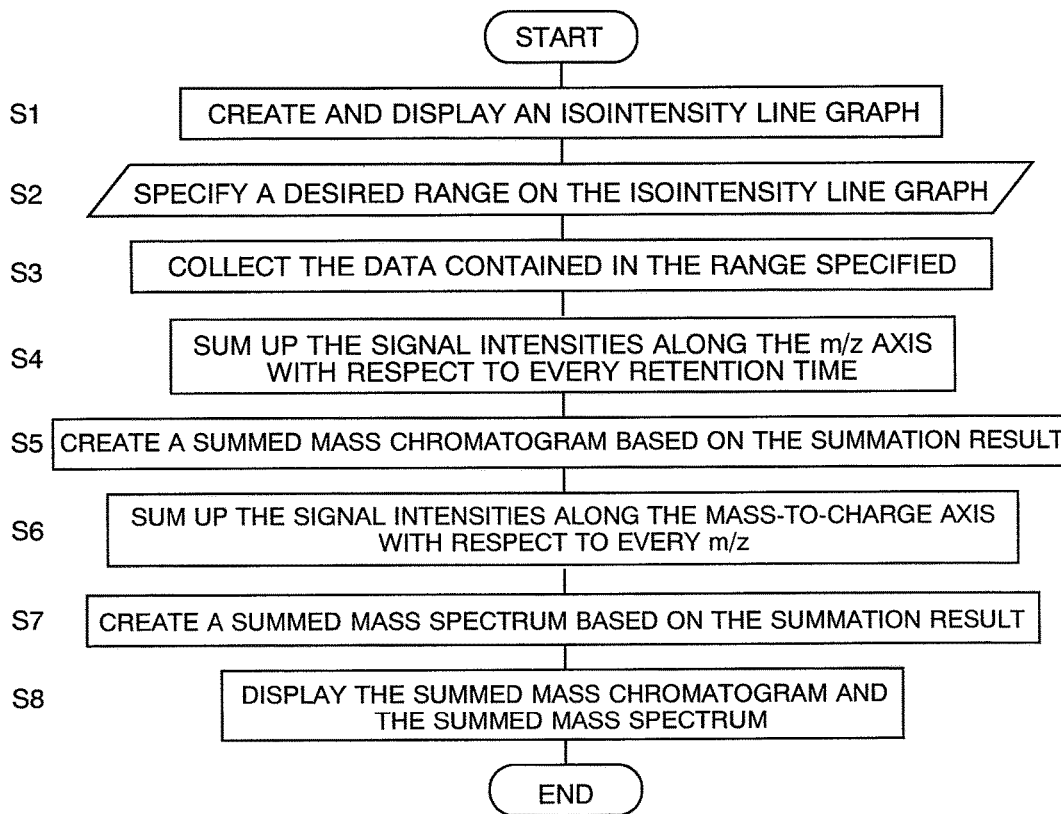 START
S1 CREATE AND DISPLAY AN ISOINTENSITY LINE GRAPH
S2 SPECIFY A DESIRED RANGE ON THE ISOINTENSITY LINE GRAPH
S3 COLLECT THE DATA CONTAINED IN THE RANGE SPECIFIED
S4 SUM UP THE SIGNAL INTENSITIES ALONG THE m/z AXIS
WITH RESPECT TO EVERY RETENTION TIME
S5 CREATE A SUMMED MASS CHROMATOGRAM BASED ON THE SUMMATION RESULT
S6 SUM UP THE SIGNAL INTENSITIES ALONG THE MASS-TO-CHARGE AXIS
WITH RESPECT TO EVERY m/z
S7 CREATE A SUMMED MASS SPECTRUM BASED ON THE SUMMATION RESULT
S8 DISPLAY THE SUMMED MASS CHROMATOGRAM AND
THE SUMMED MASS SPECTRUM
END